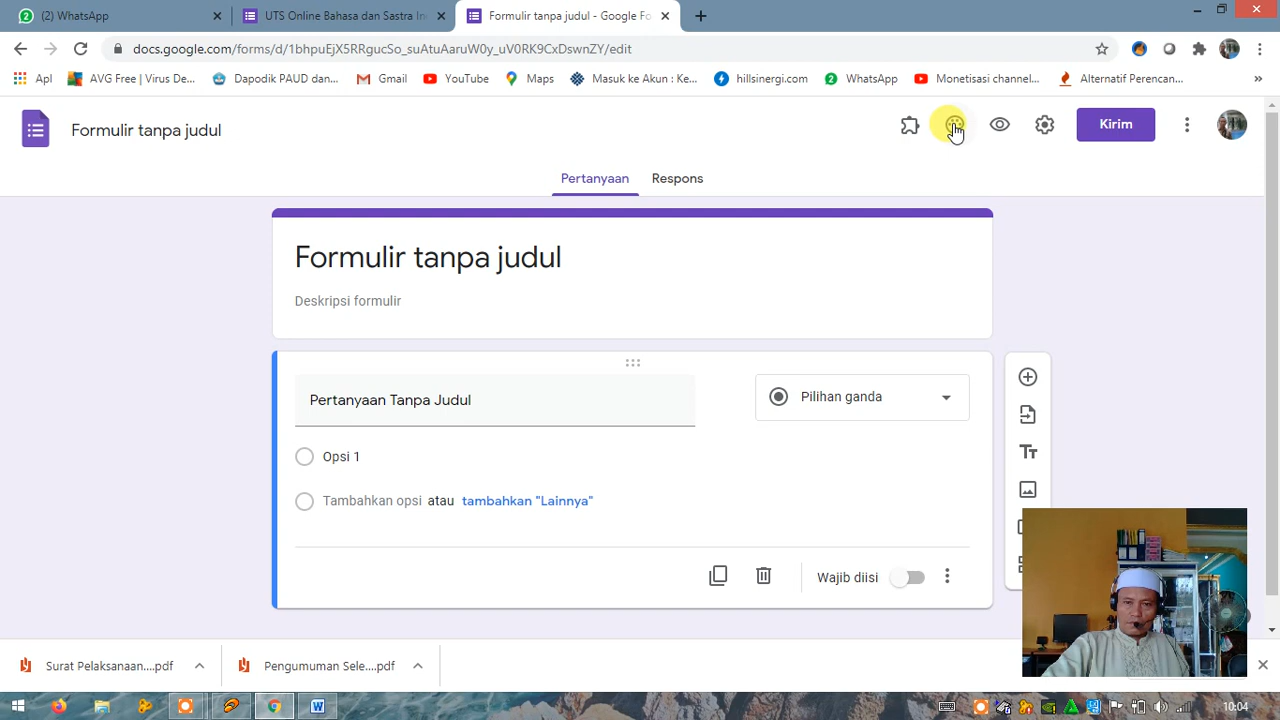 (2) WhatsApp
UTS Online Bahasa dan Sastra In
Formulir tanpa judul - Google Fo
docs.google.com/forms/d/1bhpuEjX5RRgucSo_suAtuAaruW0y_uV0RK9CxDswnZY/edit
Apl
AVG Free | Virus De...
Dapodik PAUD dan...
Gmail
YouTube
Maps
Masuk ke Akun : Ke...
hillsinergi.com
WhatsApp
Monetisasi channel...
Alternatif Perencan...
»
Formulir tanpa judul
Kirim
Pertanyaan
Respons
Formulir tanpa judul
Deskripsi formulir
Pertanyaan Tanpa Judul
Pilihan ganda
Opsi 1
Tambahkan opsi atau tambahkan "Lainnya"
Wajib diisi
Surat Pelaksanaan....pdf
Pengumuman Sele....pdf
10:04